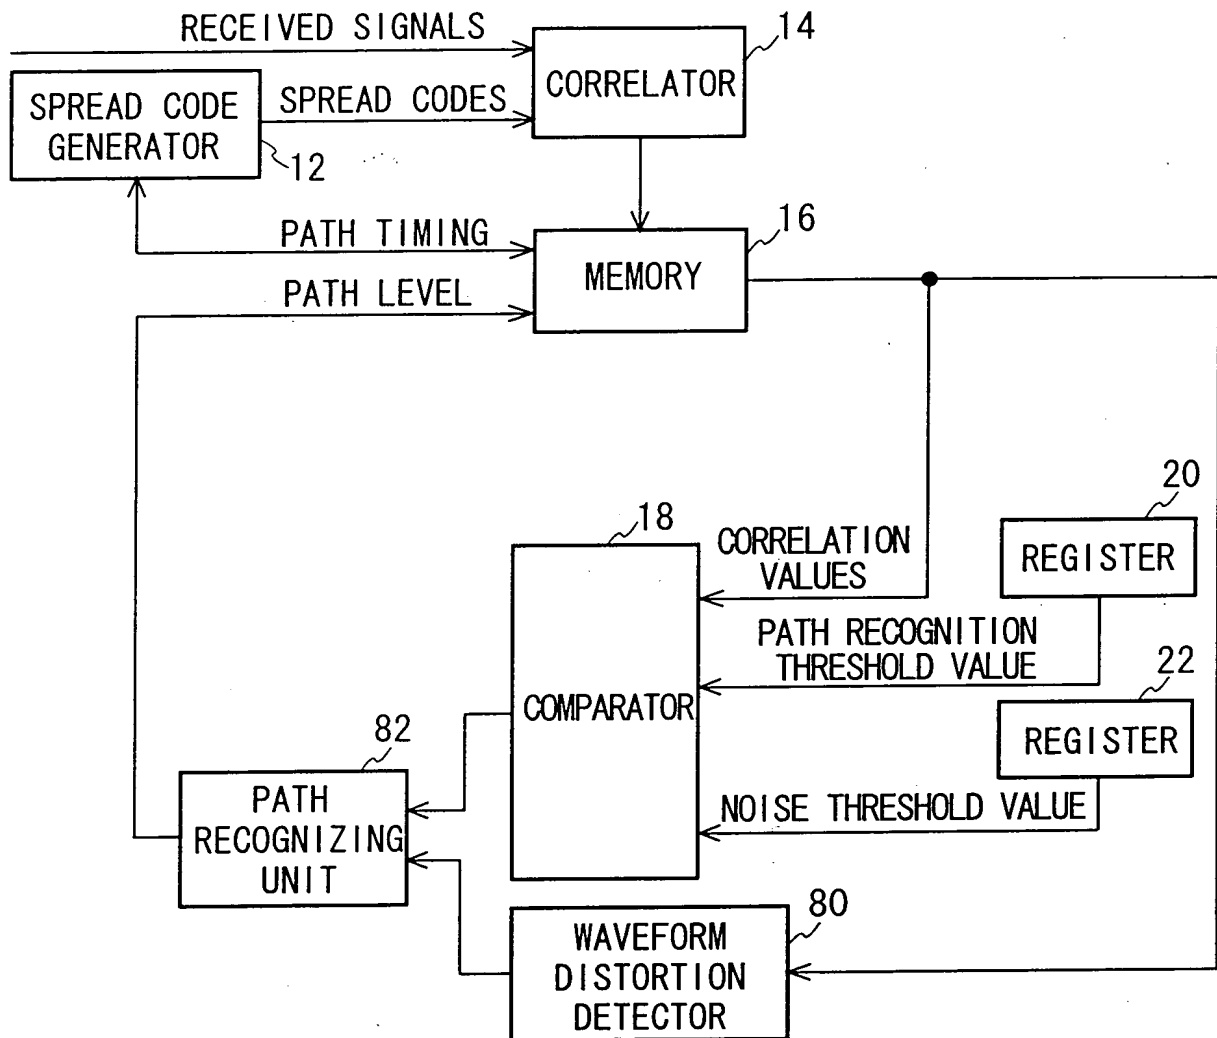 RECEIVED SIGNALS
14
CORRELATOR
SPREAD CODE
GENERATOR
SPREAD CODES
12
PATH TIMING
16
MEMORY
PATH LEVEL
18
20
CORRELATION
VALUES
REGISTER
PATH RECOGNITION
THRESHOLD VALUE
22
COMPARATOR
REGISTER
82
PATH
RECOGNIZING
UNIT
NOISE THRESHOLD VALUE
80
WAVEFORM
DISTORTION
DETECTOR